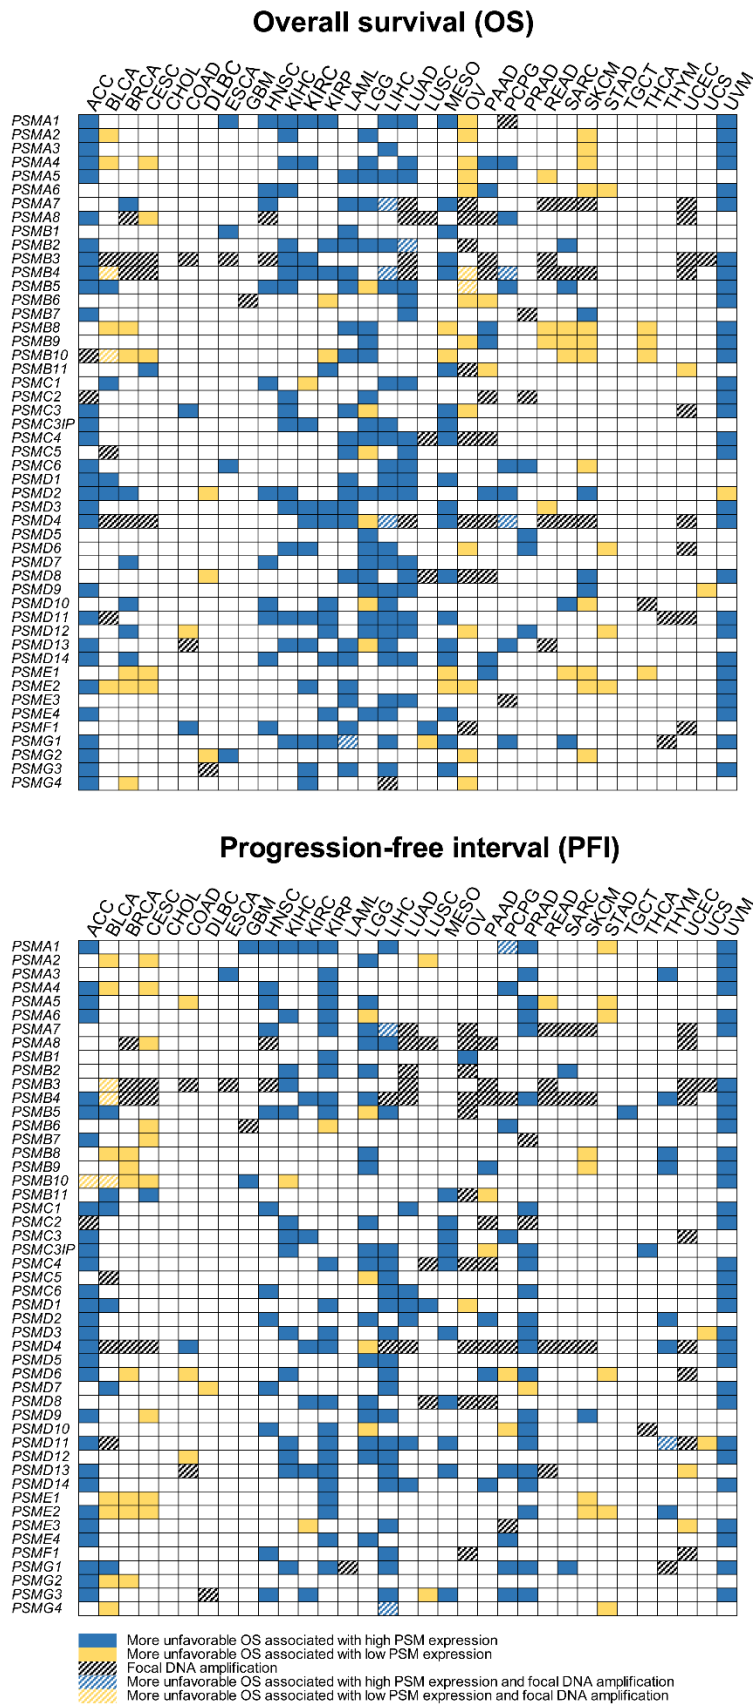 Overall survival (OS)
ACC BLCA BRCA CESC CHOL COAD DLBC ESCA GBM HNSC KIHC KIRC KIRP LAML LGG LIHC LUAD LUSC MESO OV PAAD PCPG PRAD READ SARC SKCM STAD TGCT THCA THYM UCEC UCS UVM
PSMA1
PSMA2
PSMA3
PSMA4
PSMA5
PSMA6
PSMA7
PSMA8
PSMB1
PSMB2
PSMB3
PSMB4
PSMB5
PSMB6
PSMB7
PSMB8
PSMB9
PSMB10
PSMB11
PSMC1
PSMC2
PSMC3
PSMC3IP
PSMC4
PSMC5
PSMC6
PSMD1
PSMD2
PSMD3
PSMD4
PSMD5
PSMD6
PSMD7
PSMD8
PSMD9
PSMD10
PSMD11
PSMD12
PSMD13
PSMD14
PSME1
PSME2
PSME3
PSME4
PSMF1
PSMG1
PSMG2
PSMG3
PSMG4
Progression-free interval (PFI)
ACC BLCA BRCA CESC CHOL COAD DLBC ESCA GBM HNSC KIHC KIRC KIRP LAML LGG LIHC LUAD LUSC MESO OV PAAD PCPG PRAD READ SARC SKCM STAD TGCT THCA THYM UCEC UCS UVM
PSMA1
PSMA2
PSMA3
PSMA4
PSMA5
PSMA6
PSMA7
PSMA8
PSMB1
PSMB2
PSMB3
PSMB4
PSMB5
PSMB6
PSMB7
PSMB8
PSMB9
PSMB10
PSMB11
PSMC1
PSMC2
PSMC3
PSMC3IP
PSMC4
PSMC5
PSMC6
PSMD1
PSMD2
PSMD3
PSMD4
PSMD5
PSMD6
PSMD7
PSMD8
PSMD9
PSMD10
PSMD11
PSMD12
PSMD13
PSMD14
PSME1
PSME2
PSME3
PSME4
PSMF1
PSMG1
PSMG2
PSMG3
PSMG4
More unfavorable OS associated with high PSM expression
More unfavorable OS associated with low PSM expression
Focal DNA amplification
More unfavorable OS associated with high PSM expression and focal DNA amplification
More unfavorable OS associated with low PSM expression and focal DNA amplification